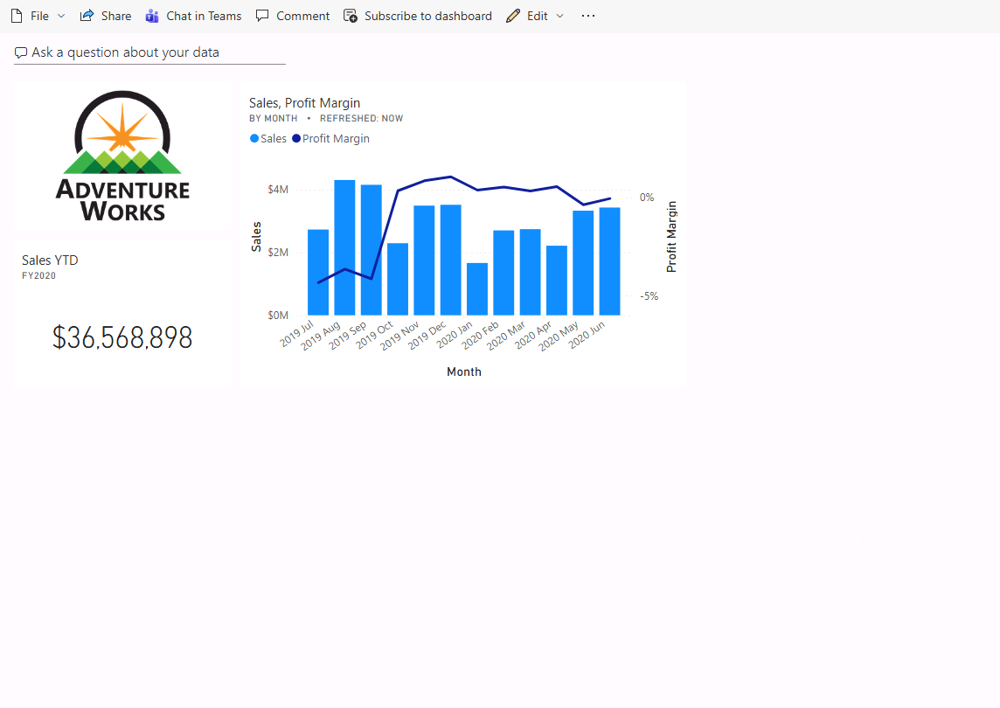 File
Share
Chat in Teams
Comment
Subscribe to dashboard
Edit
Ask a question about your data
ADVENTURE
WORKS
Sales YTD
FY2020
$36,568,898
Sales, Profit Margin
BY MONTH • REFRESHED: NOW
Sales Profit Margin
Sales
$4M
$2M
$0M
0%
-5%
Profit Margin
2019 Jul
2019 Aug
2019 Sep
2019 Oct
2019 Nov
2019 Dec
2020 Jan
2020 Feb
2020 Mar
2020 Apr
2020 May
2020 Jun
Month